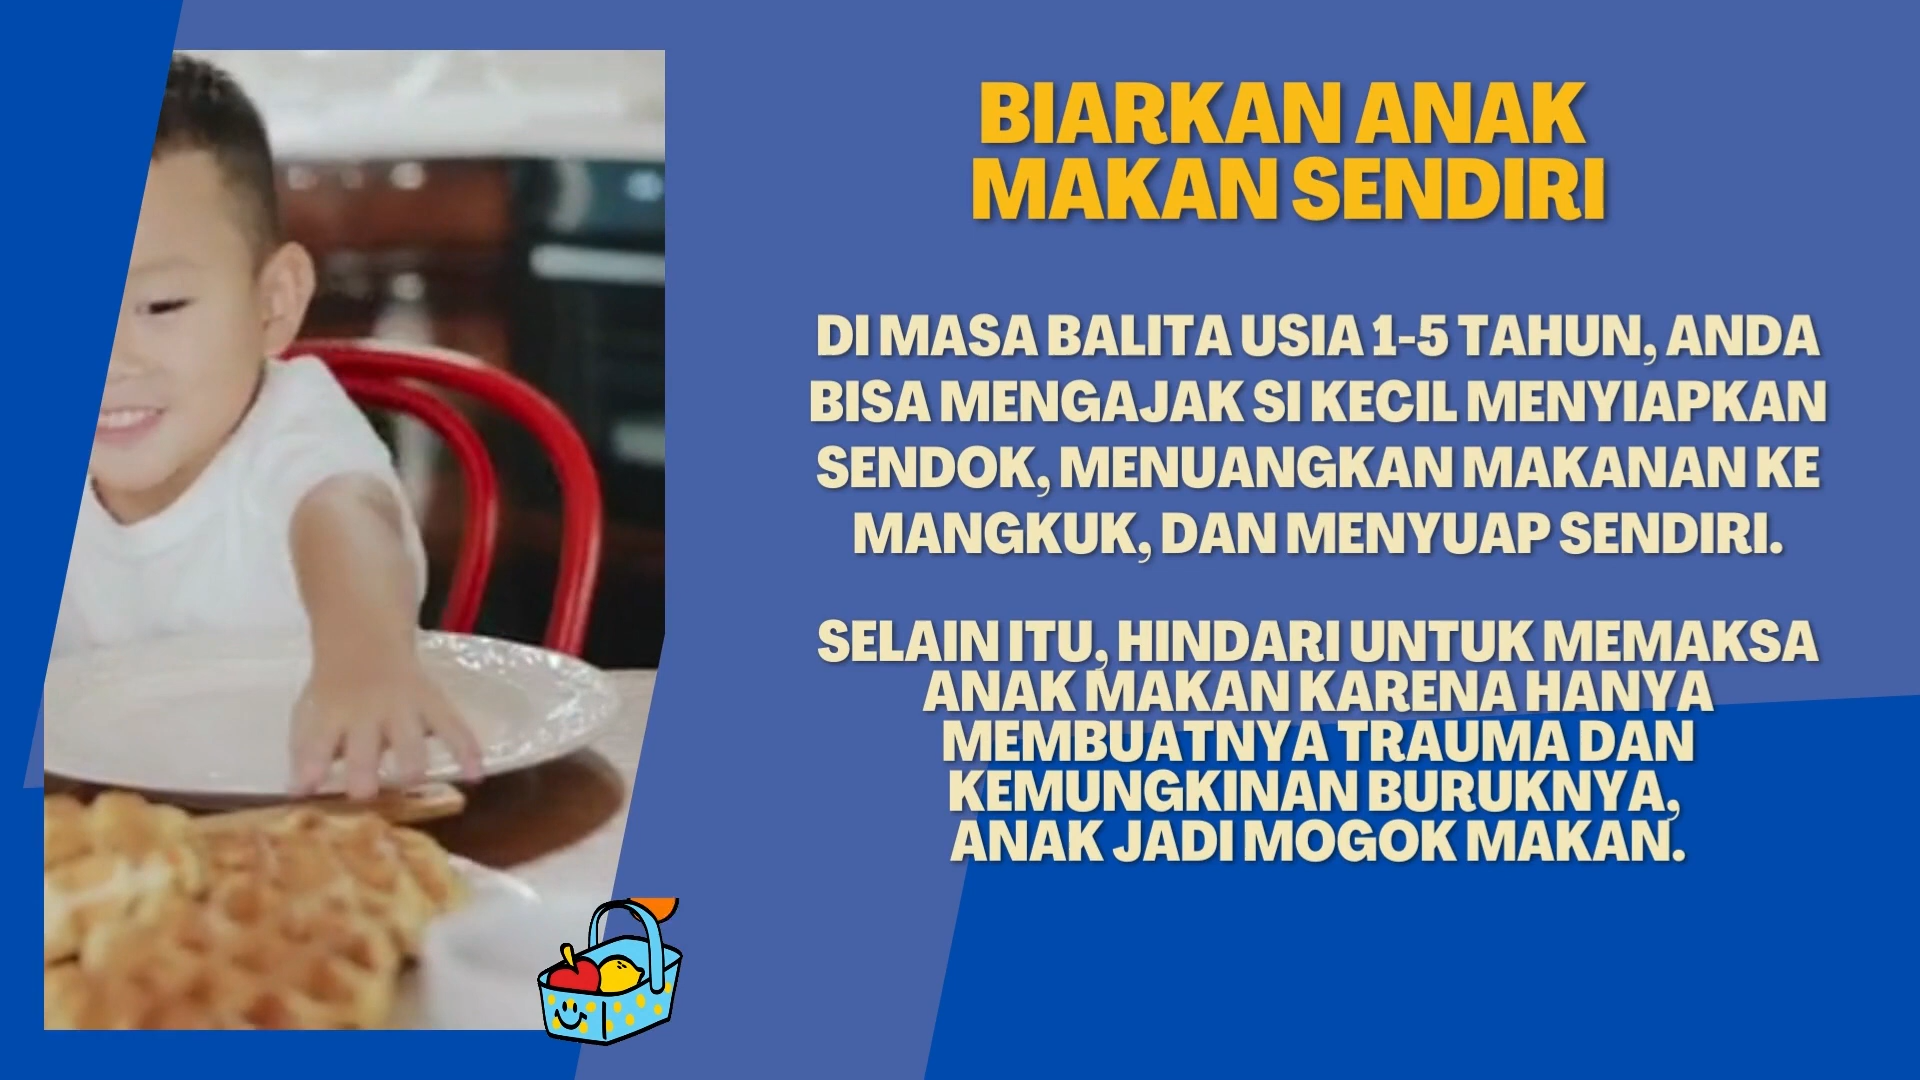 BIARKAN ANAK
MAKAN SENDIRI
DI MASA BALITA USIA 1-5 TAHUN, ANDA
BISA MENGAJAK SI KECIL MENYIAPKAN
SENDOK, MENUANGKAN MAKANAN KE
MANGKUK, DAN MENYUAP SENDIRI.
SELAIN ITU, HINDARI UNTUK MEMAKSA
ANAK MAKAN KARENA HANYA
MEMBUATNYA TRAUMA DAN
KEMUNGKINAN BURUKNYA,
ANAK JADI MOGOK MAKAN.